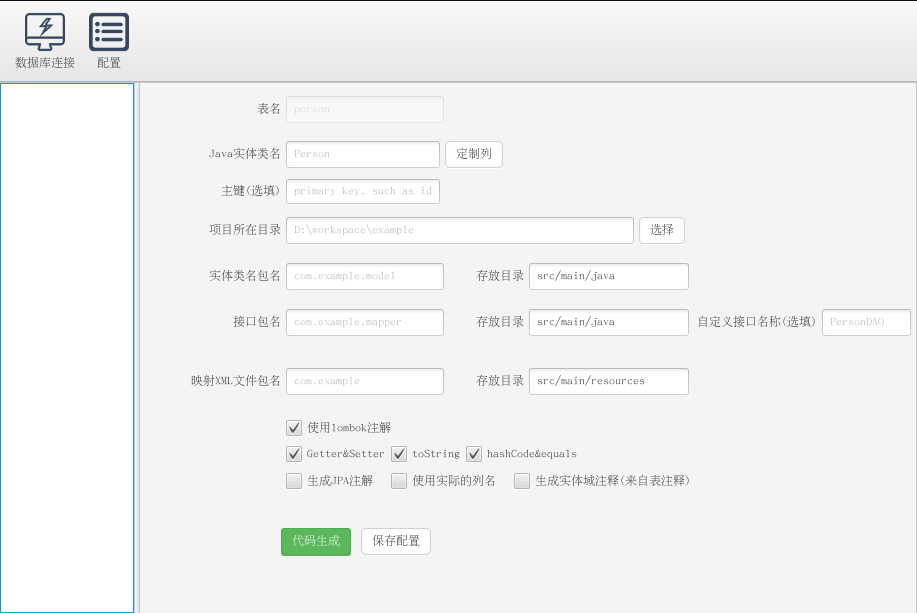 数据库连接 配置
表名 person
Java实体类名 Person 定制列
主键(选填) primary key, such as id
项目所在目录 D:\workspace\example 选择
实体类名包名 com.example.model 存放目录 src/main/java
接口包名 com.example.mapper 存放目录 src/main/java 自定义接口名称(选填) PersonDAO
映射XML文件包名 com.example 存放目录 src/main/resources
使用lombok注解
Getter&Setter toString hashCode&equals
生成JPA注解 使用实际的列名 生成实体域注释(来自表注释)
代码生成 保存配置